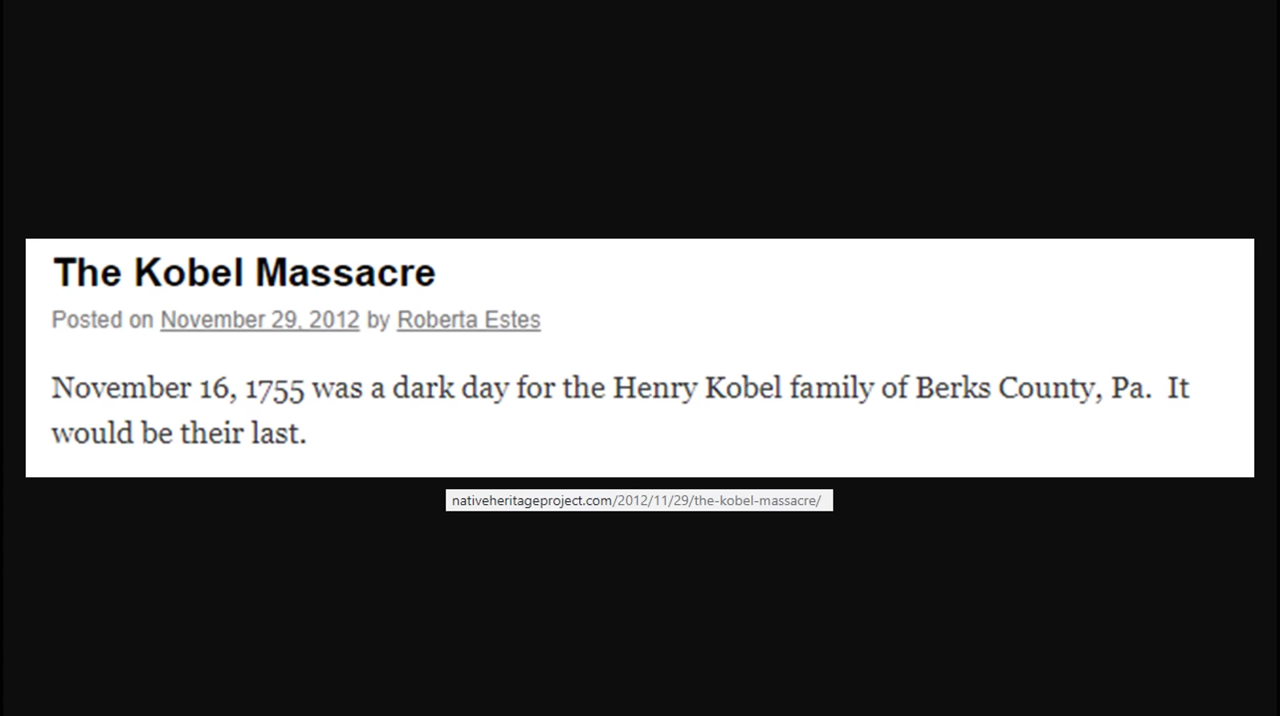 The Kobel Massacre
Posted on November 29, 2012 by Roberta Estes
November 16, 1755 was a dark day for the Henry Kobel family of Berks County, Pa.  It
would be their last.
nativeheritageproject.com/2012/11/29/the-kobel-massacre/